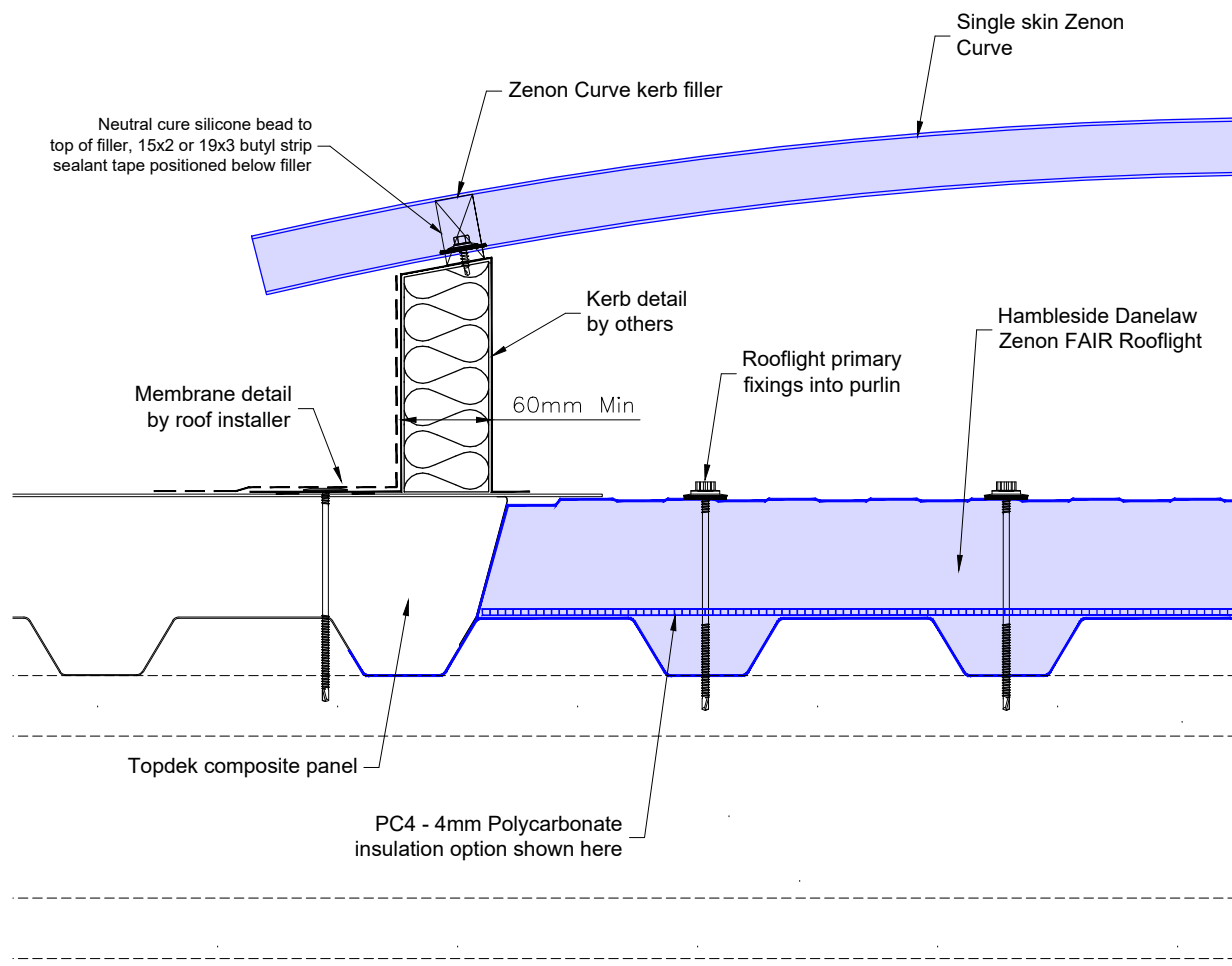 Single skin Zenon
Curve
Zenon Curve kerb filler
Neutral cure silicone bead to
top of filler, 15x2 or 19x3 butyl strip
sealant tape positioned below filler
Kerb detail
by others
Hambleside Danelaw
Zenon FAIR Rooflight
Rooflight primary
fixings into purlin
Membrane detail
by roof installer
60mm Min
Topdek composite panel
PC4 - 4mm Polycarbonate
insulation option shown here